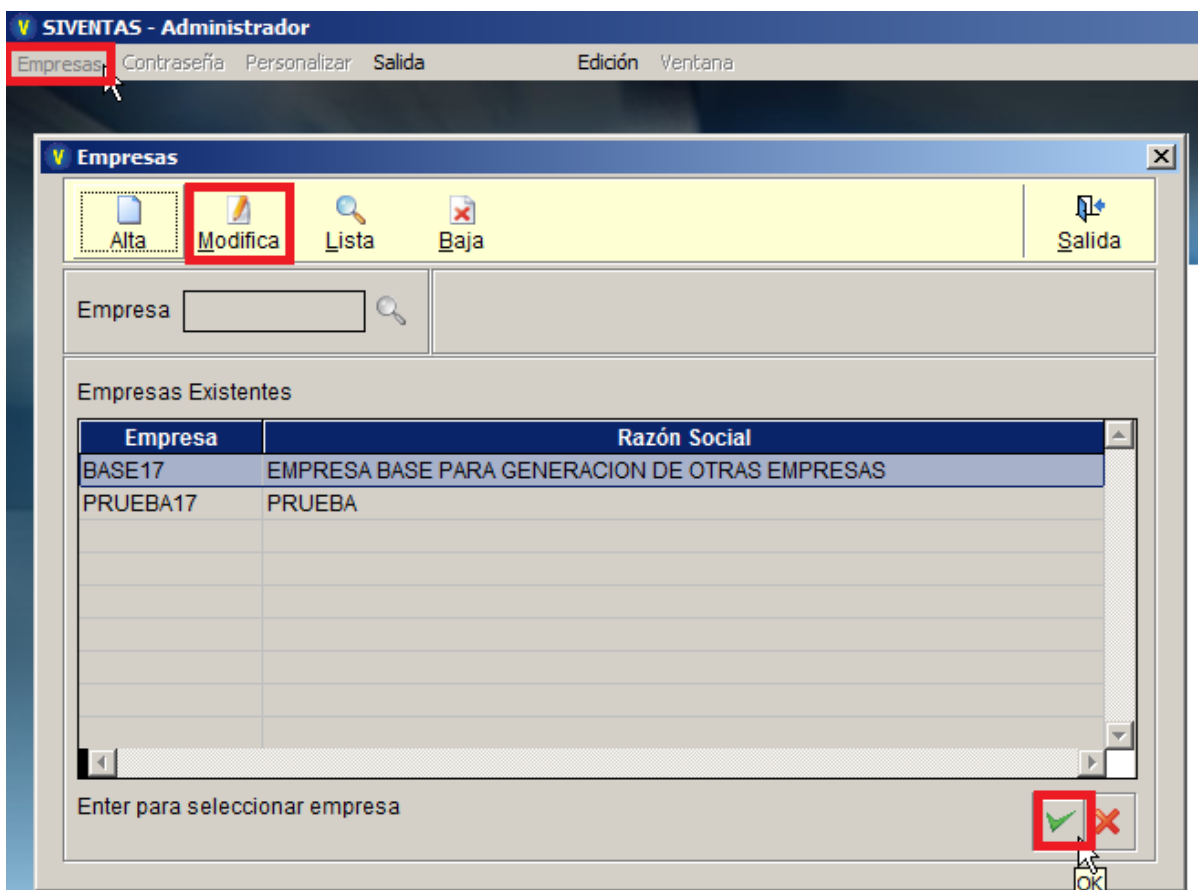 V SIVENTAS - Administrador
Empresas Contraseña Personalizar Salida Edición Ventana
V Empresas
Alta Modifica Lista Baja Salida
Empresa
Empresas Existentes
Empresa Razón Social
BASE17 EMPRESA BASE PARA GENERACION DE OTRAS EMPRESAS
PRUEBA17 PRUEBA
Enter para seleccionar empresa
OK